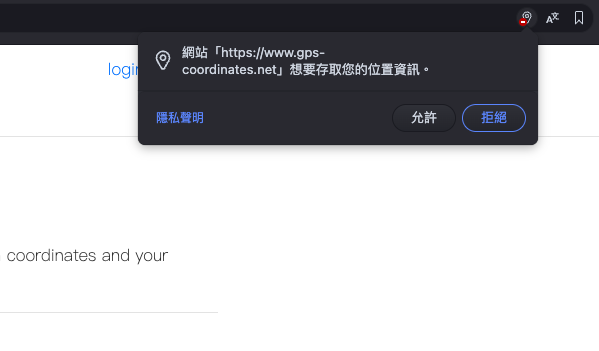 網站「https://www.gps-
coordinates.net」想要存取您的位置資訊。
login
隱私聲明
允許
拒絕
coordinates and your